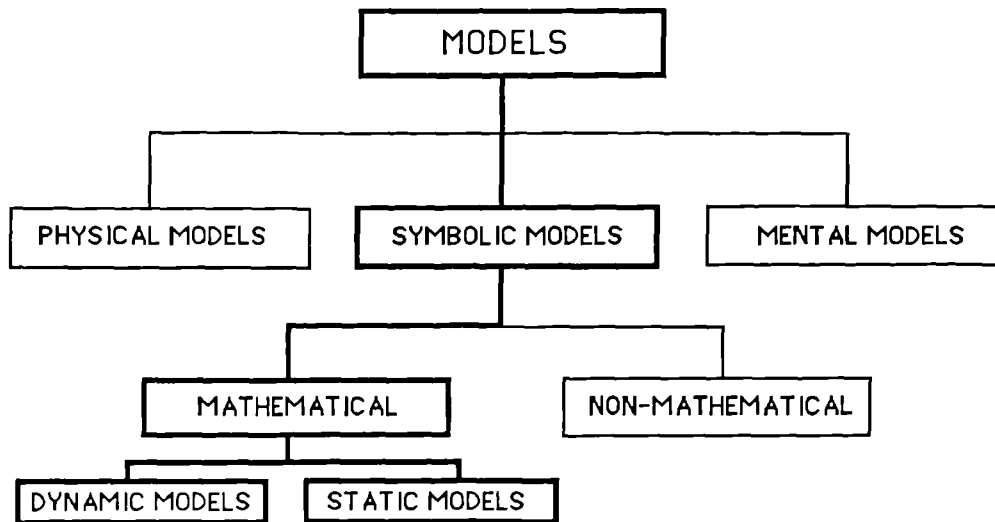 MODELS
PHYSICAL MODELS
SYMBOLIC MODELS
MENTAL MODELS
MATHEMATICAL
NON-MATHEMATICAL
DYNAMIC MODELS
STATIC MODELS